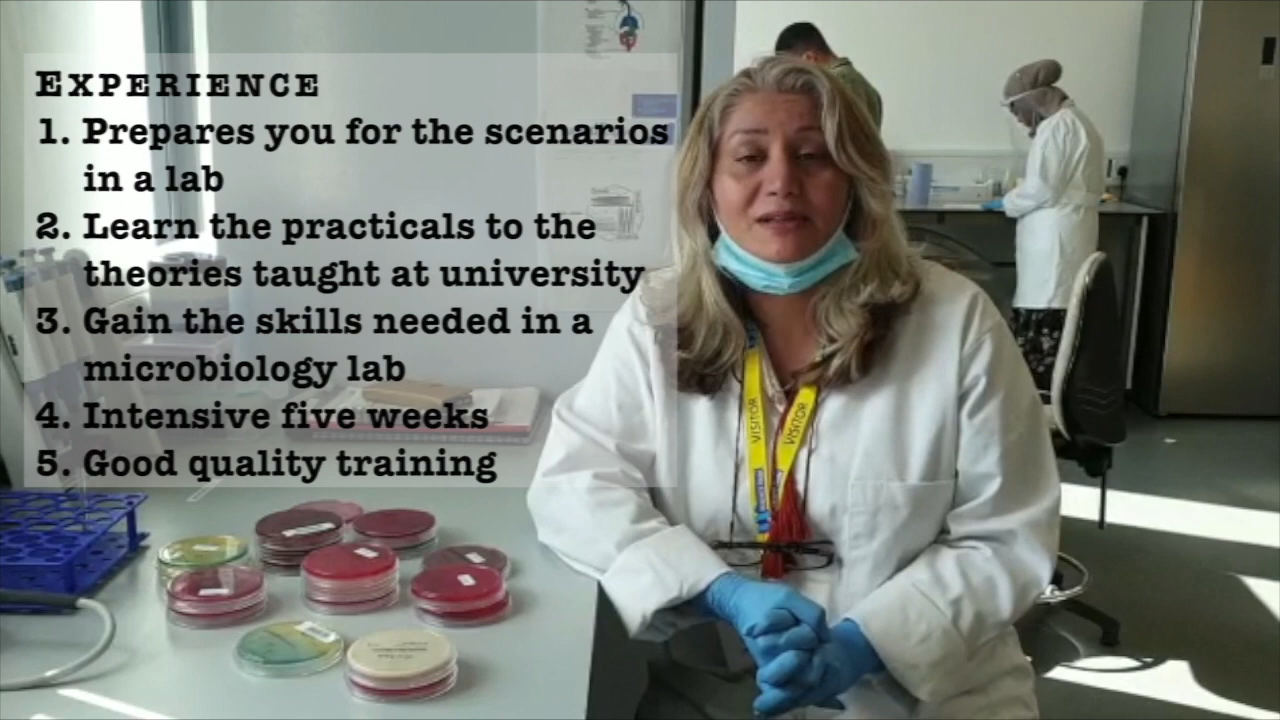 EXPERIENCE
1. Prepares you for the scenarios
in a lab
2. Learn the practicals to the
theories taught at university
3. Gain the skills needed in a
microbiology lab
4. Intensive five weeks
5. Good quality training
VISITOR
VISITOR